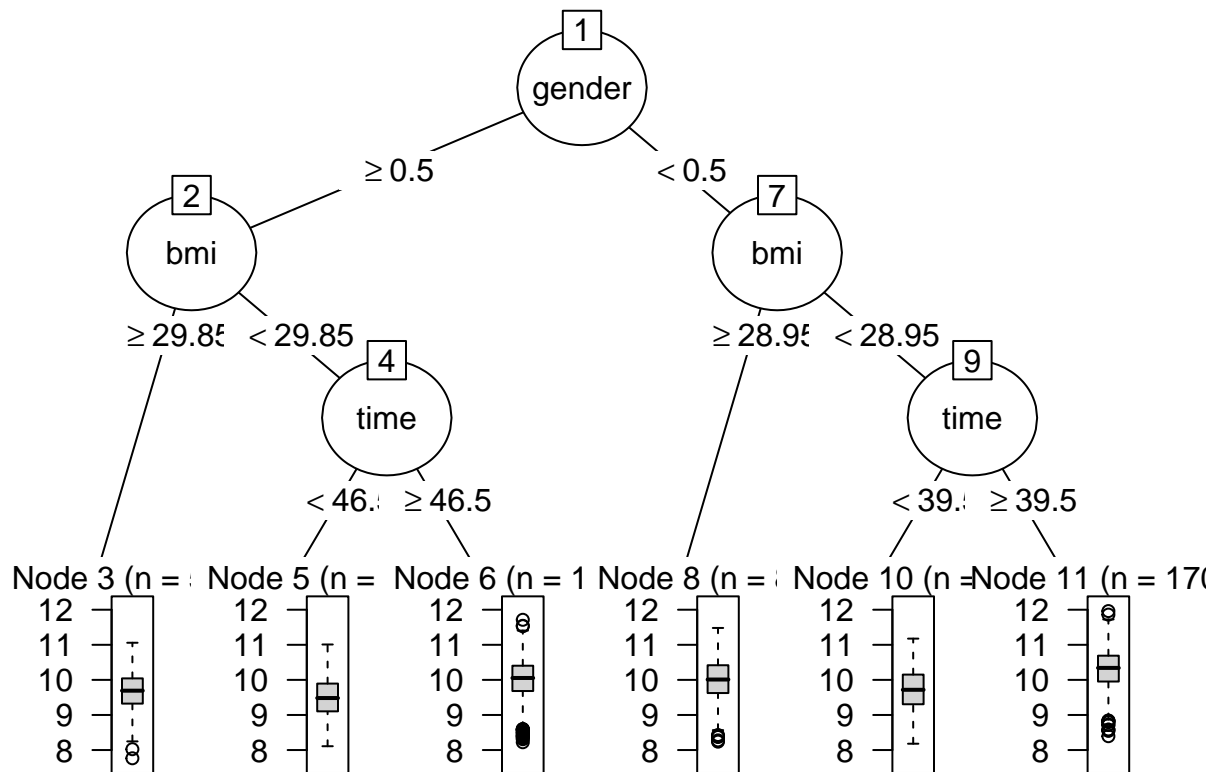 1
gender
≥ 0.5 < 0.5
2 7
bmi bmi
≥ 29.85 < 29.85 ≥ 28.95 < 28.95
4 9
time time
< 46. ≥ 46.5 < 39. ≥ 39.5
Node 3 (n = Node 5 (n = Node 6 (n = 1 Node 8 (n = Node 10 (n = Node 11 (n = 170
12 12 12 12 12 12
11 11 11 11 11 11
10 10 10 10 10 10
9 9 9 9 9 9
8 8 8 8 8 8